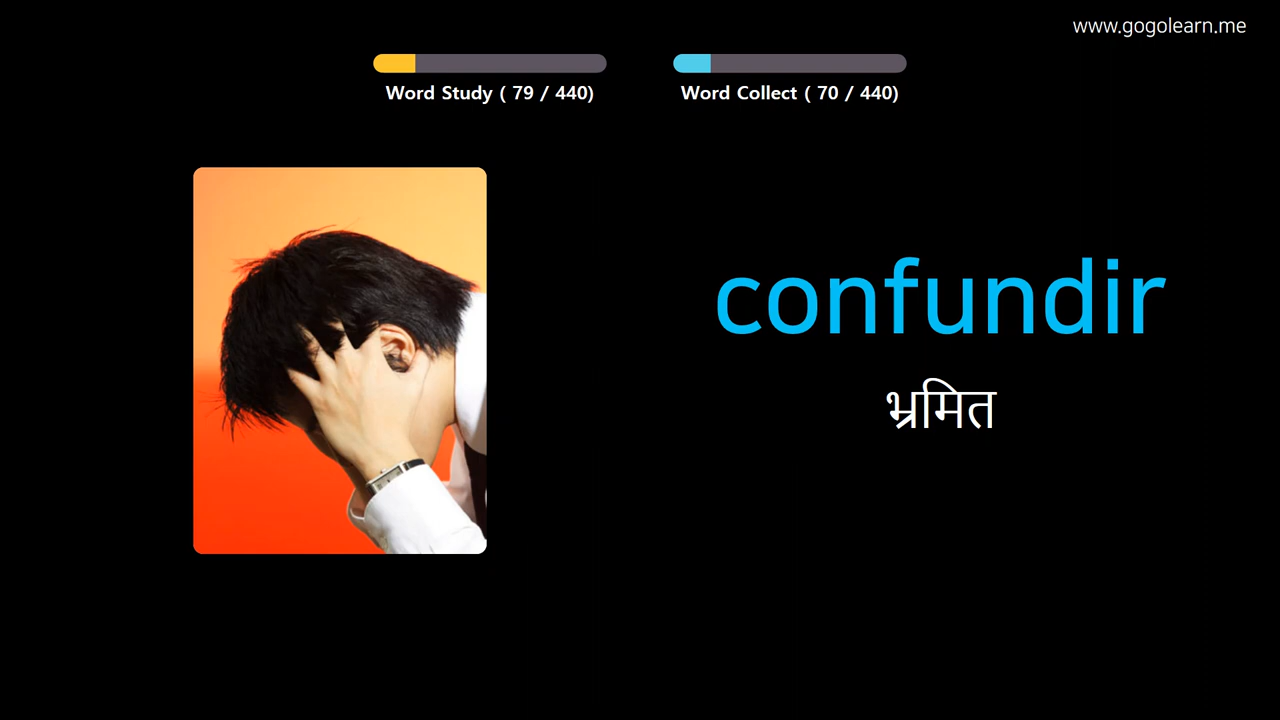 www.gogolearn.me
Word Study ( 79 / 440)
Word Collect ( 70 / 440)
confundir
भ्रमित